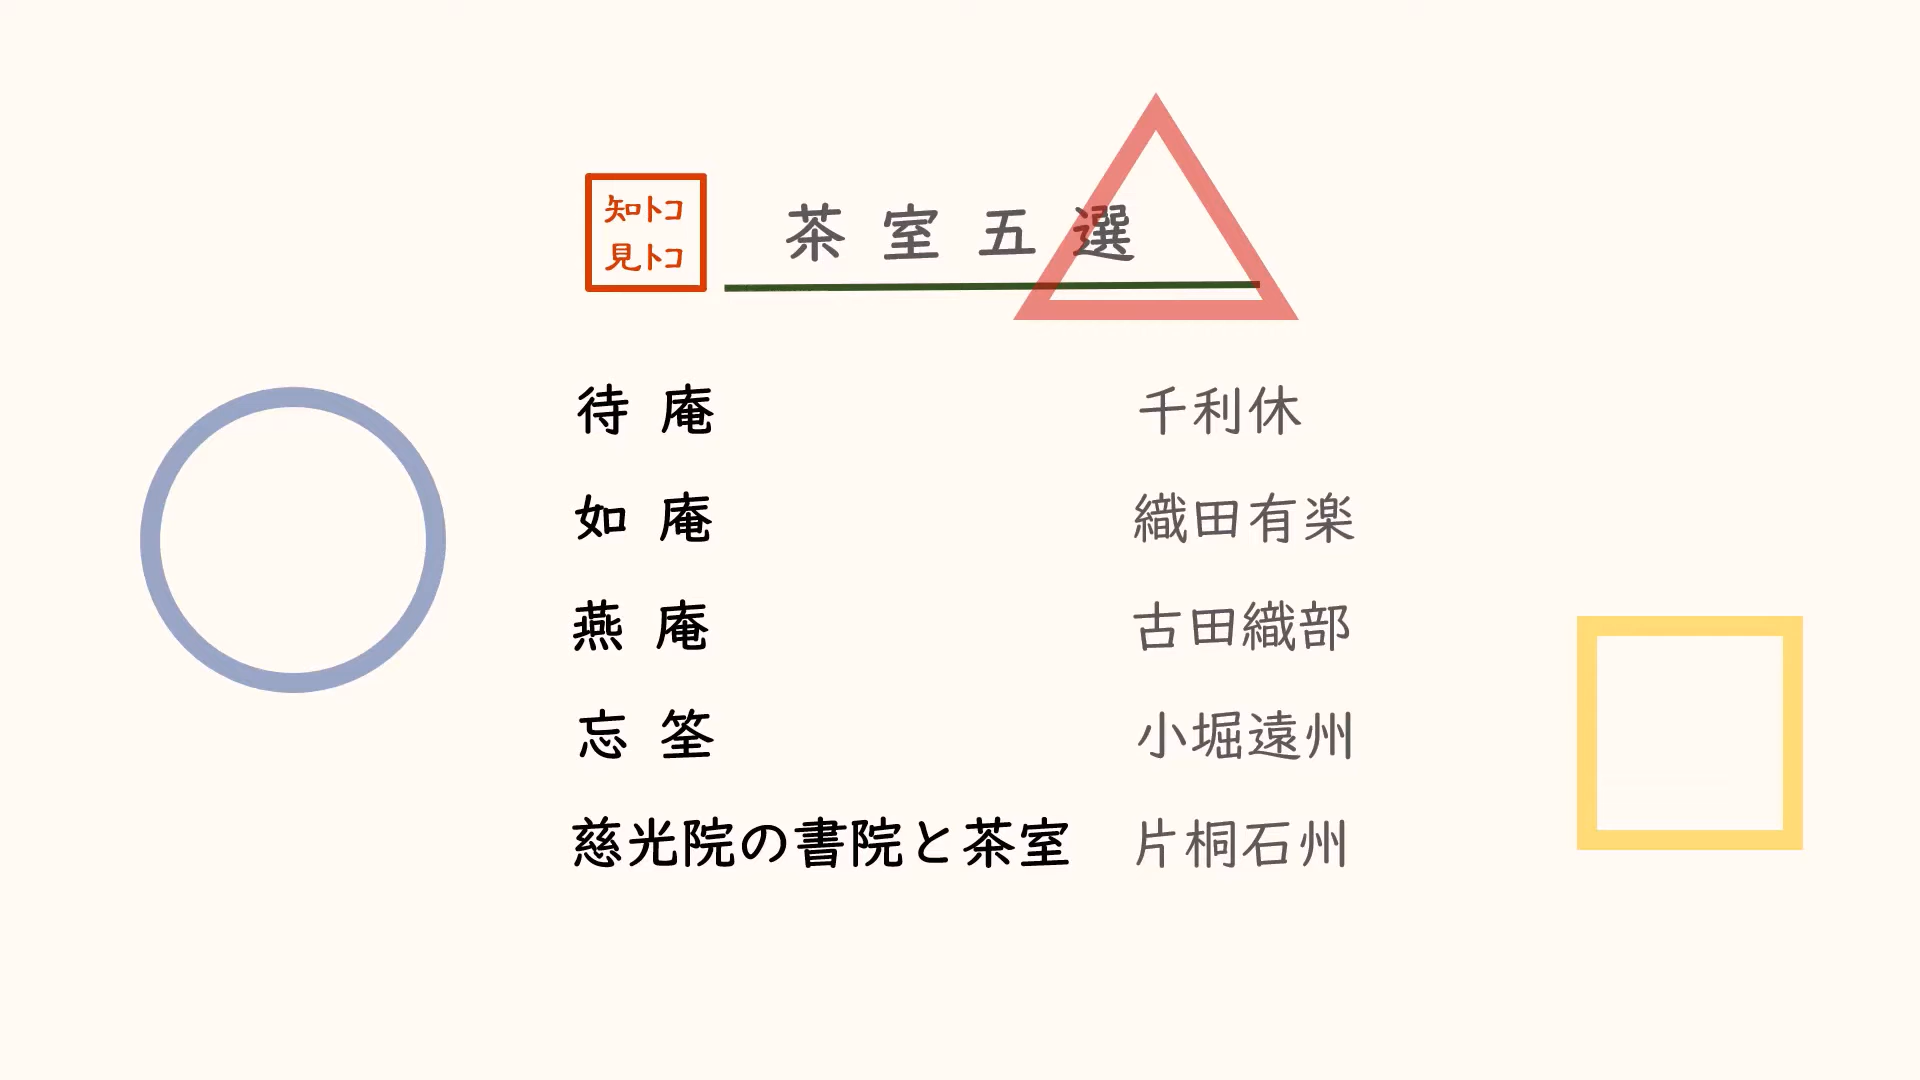 知トコ
見トコ
茶室五選
待庵 千利休
如庵 織田有楽
燕庵 古田織部
忘筌 小堀遠州
慈光院の書院と茶室 片桐石州